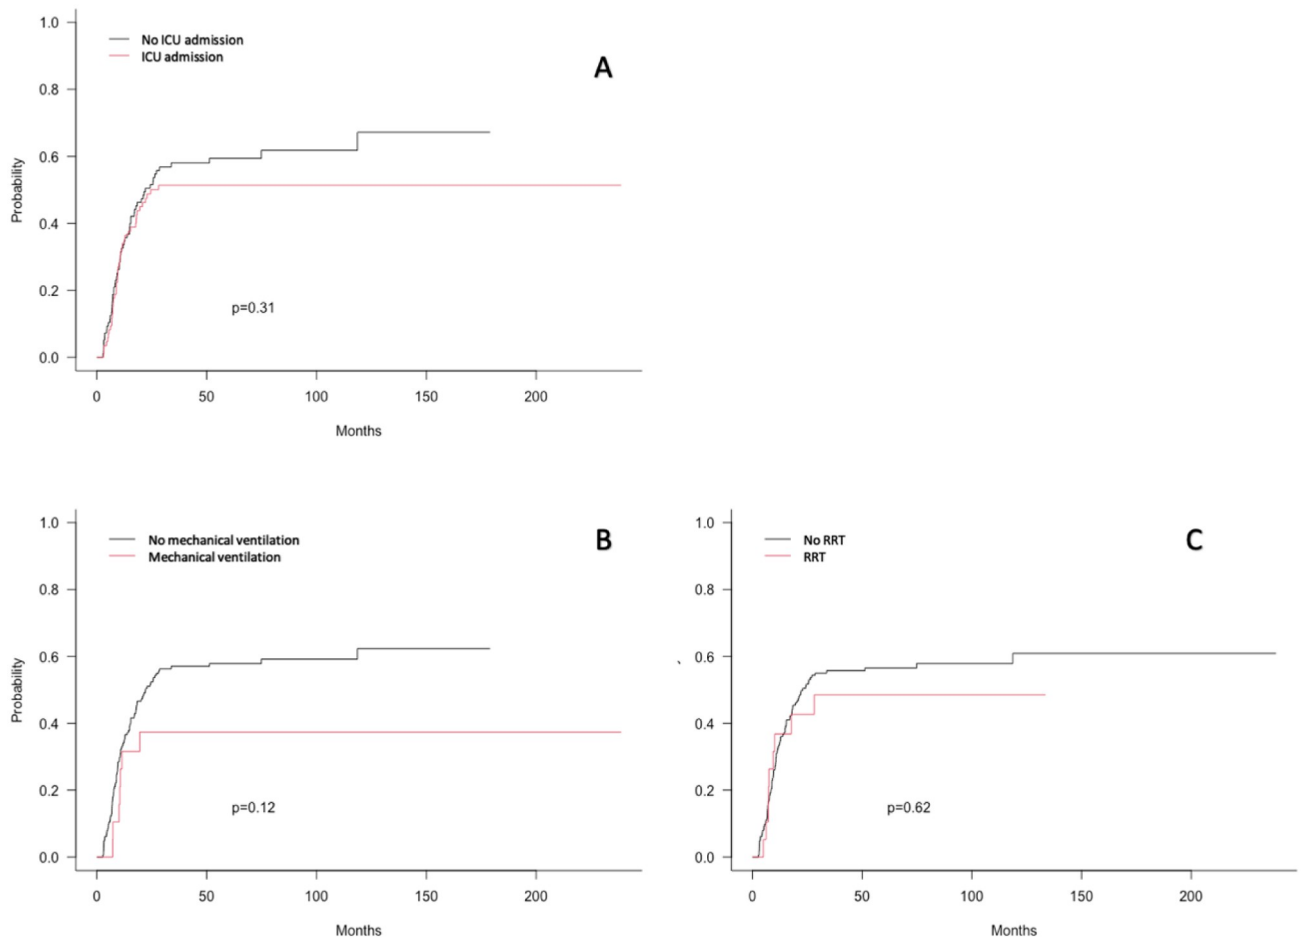 1.0
No ICU admission
ICU admission
A
0.8
0.6
Probability
0.4
0.2
p=0.31
0.0
0 50 100 150 200
Months
1.0
No mechanical ventilation
Mechanical ventilation
B
0.8
0.6
Probability
0.4
0.2
p=0.12
0.0
0 50 100 150 200
Months
1.0
No RRT
RRT
C
0.8
0.6
0.4
0.2
p=0.62
0.0
0 50 100 150 200
Months